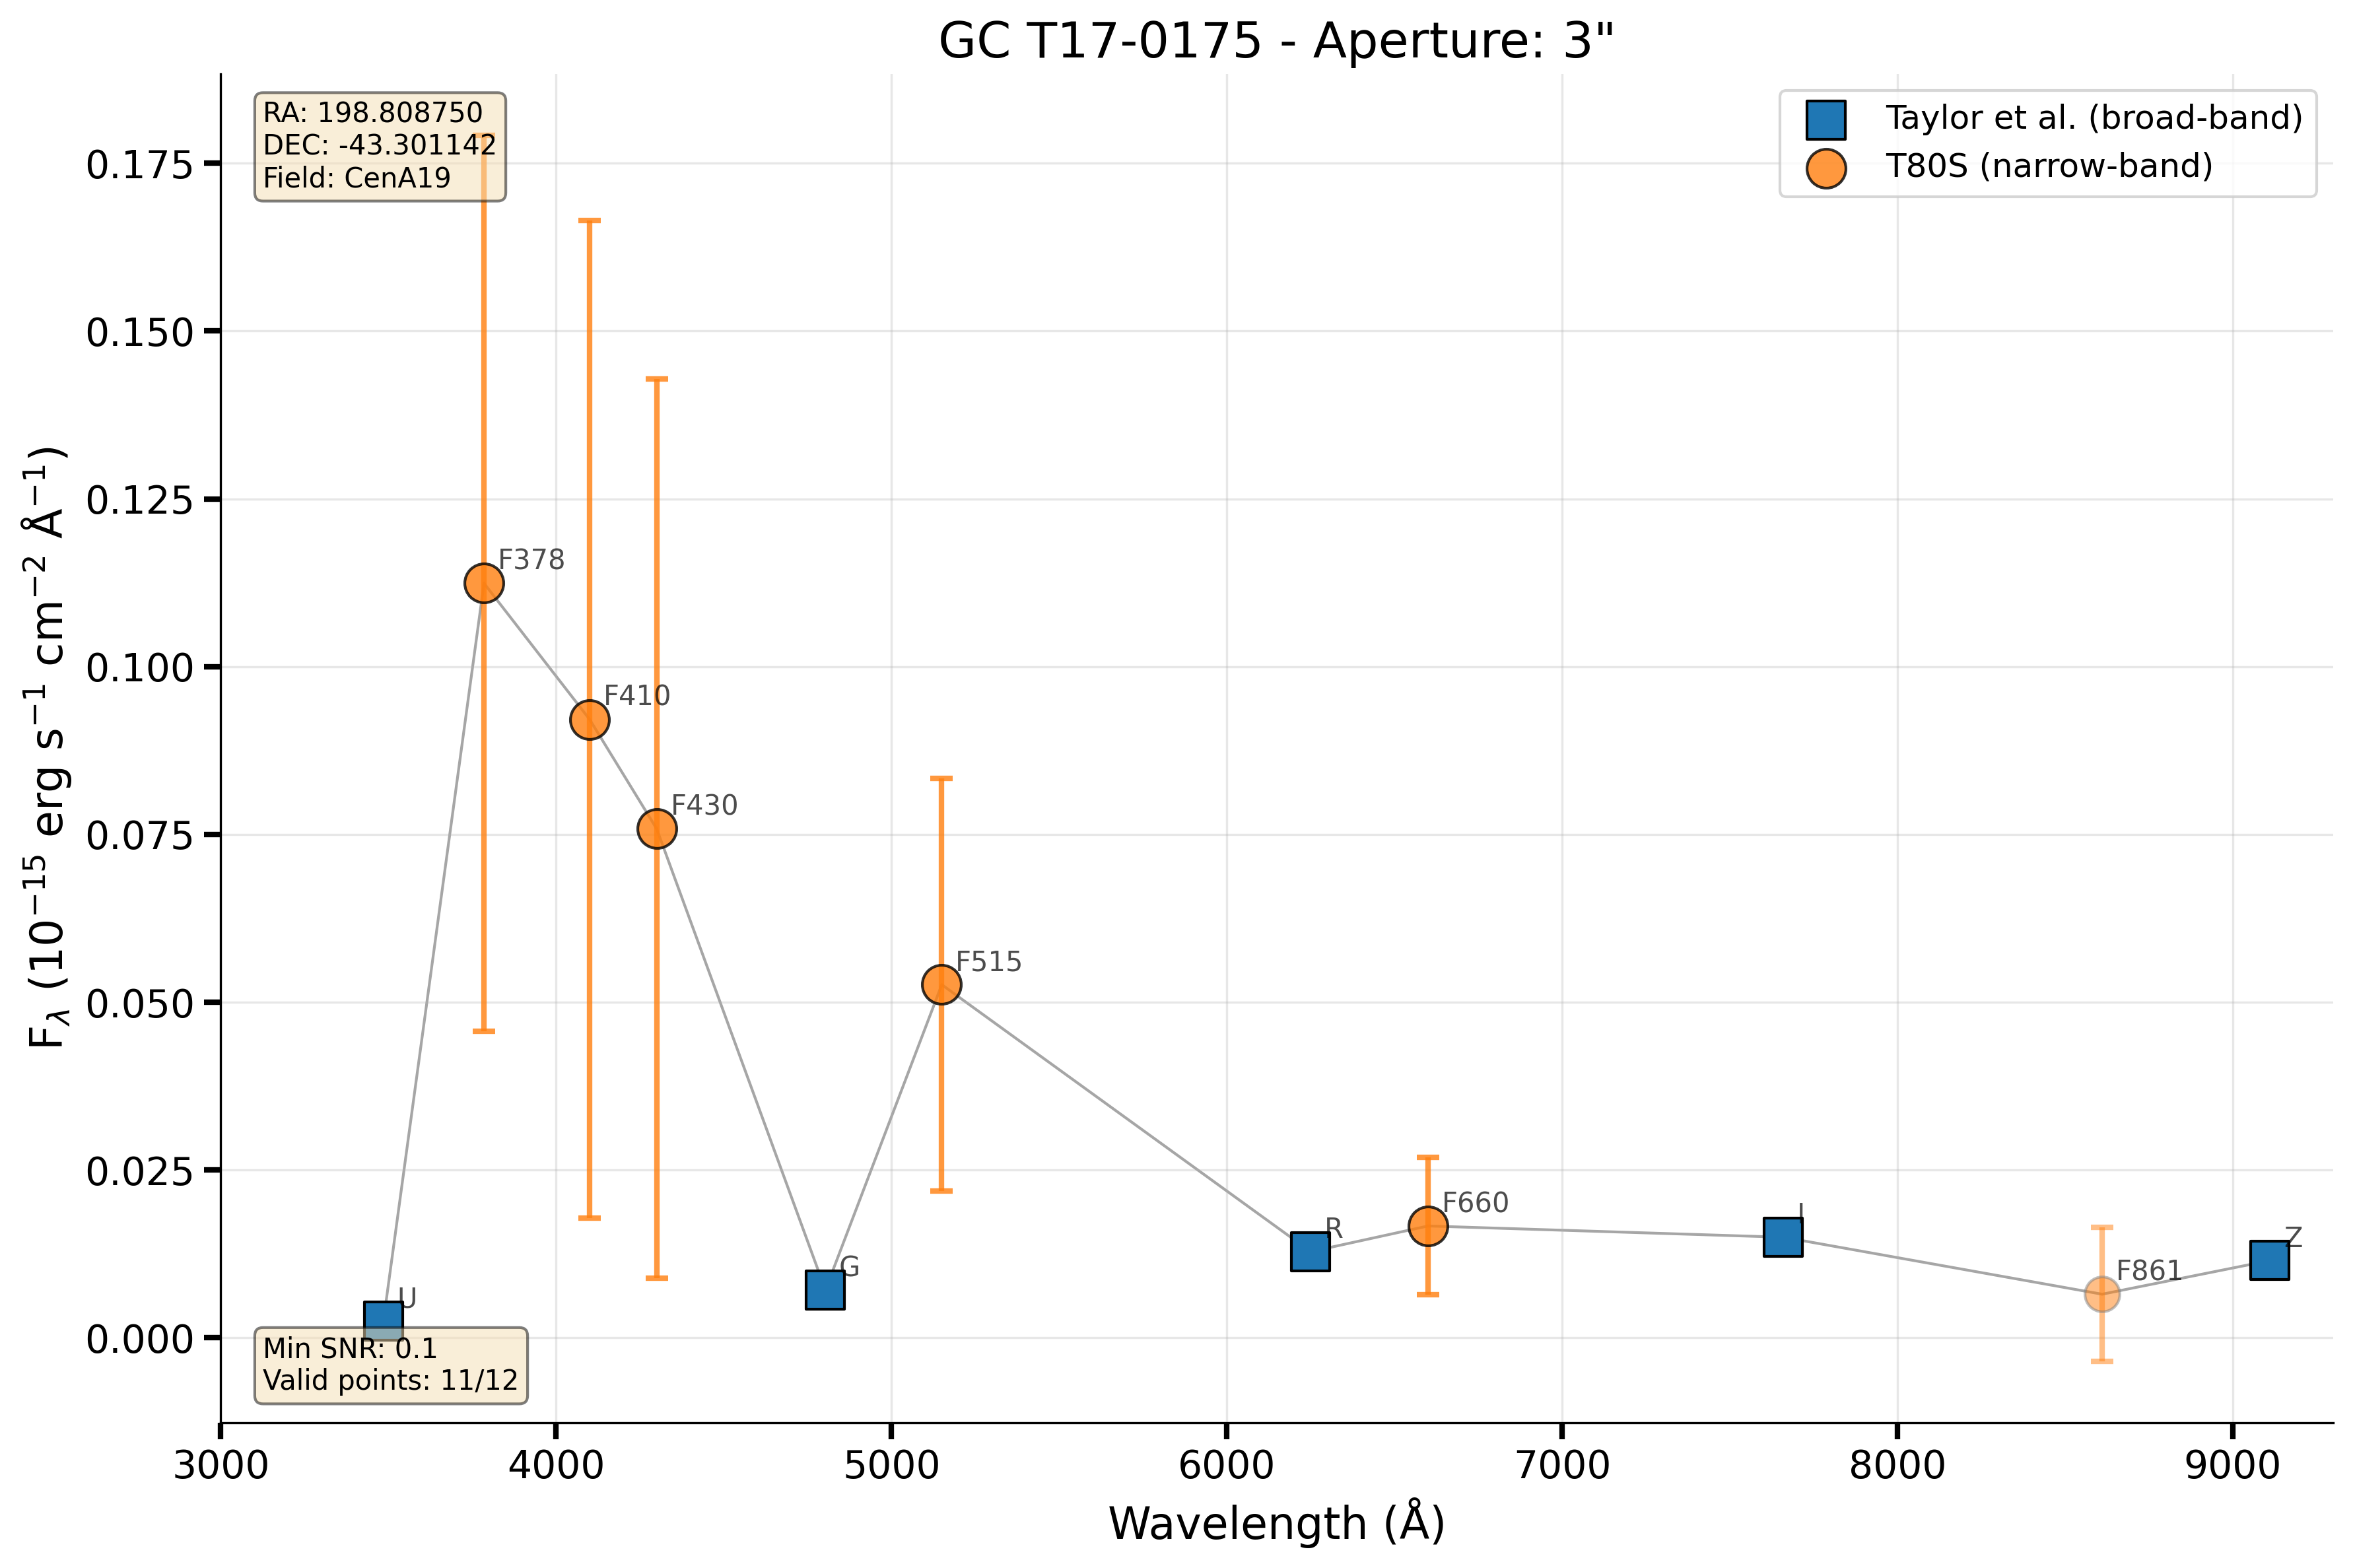 GC T17-0175 - Aperture: 3"
RA: 198.808750
DEC: -43.301142
Field: CenA19
Taylor et al. (broad-band)
T80S (narrow-band)
F_λ (10⁻¹⁵ erg s⁻¹ cm⁻² Å⁻¹)
0.175
0.150
0.125
0.100
0.075
0.050
0.025
0.000
F378
F410
F430
F515
U
G
R
F660
I
F861
Z
Min SNR: 0.1
Valid points: 11/12
3000 4000 5000 6000 7000 8000 9000
Wavelength (Å)